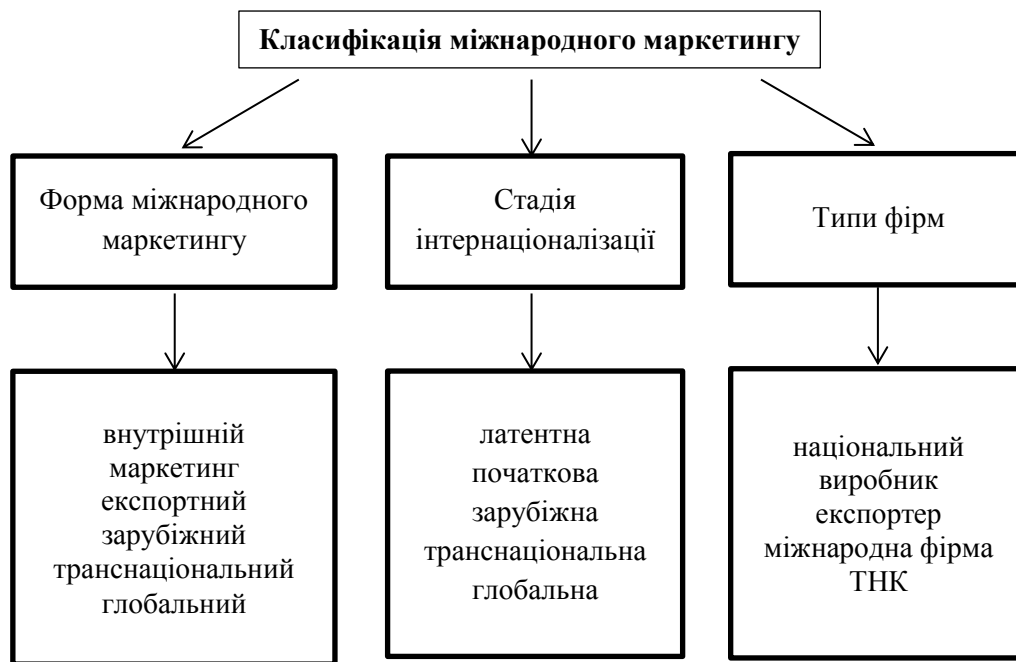 Класифікація міжнародного маркетингу
Форма міжнародного
маркетингу
Стадія
інтернаціоналізації
Типи фірм
внутрішній
маркетинг
експортний
зарубіжний
транснаціональний
глобальний
латентна
початкова
зарубіжна
транснаціональна
глобальна
національний
виробник
експортер
міжнародна фірма
ТНК